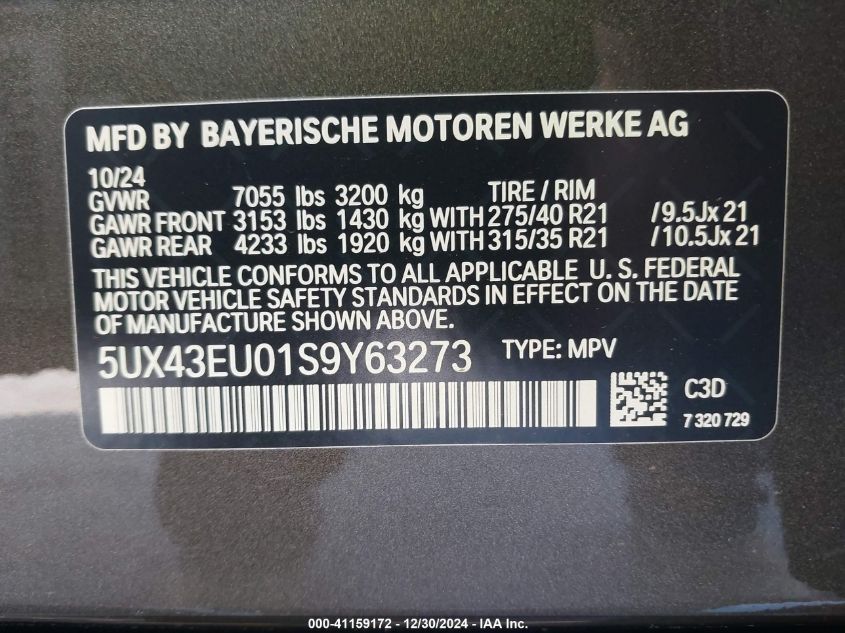 MFD BY BAYERISCHE MOTOREN WERKE AG
10/24
GVWR 7055 lbs 3200 kg TIRE / RIM
GAWR FRONT 3153 lbs 1430 kg WITH 275/40 R21 /9.5Jx21
GAWR REAR 4233 lbs 1920 kg WITH 315/35 R21 /10.5Jx21
THIS VEHICLE CONFORMS TO ALL APPLICABLE U. S. FEDERAL
MOTOR VEHICLE SAFETY STANDARDS IN EFFECT ON THE DATE
OF MANUFACTURE SHOWN ABOVE.
5UX43EU01S9Y63273 TYPE: MPV
C3D
7 320 729
000-41159172 - 12/30/2024 - IAA Inc.